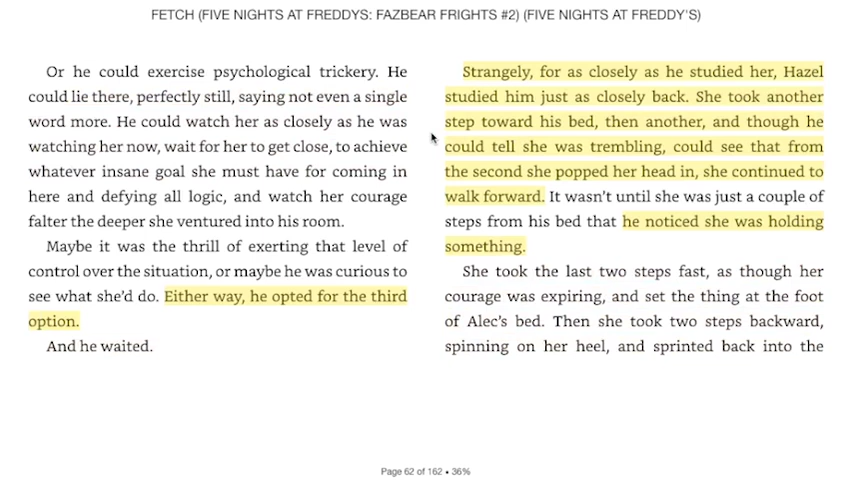 FETCH (FIVE NIGHTS AT FREDDYS: FAZBEAR FRIGHTS #2) (FIVE NIGHTS AT FREDDY'S)
Or he could exercise psychological trickery. He
could lie there, perfectly still, saying not even a single
word more. He could watch her as closely as he was
watching her now, wait for her to get close, to achieve
whatever insane goal she must have for coming in
here and defying all logic, and watch her courage
falter the deeper she ventured into his room.
Maybe it was the thrill of exerting that level of
control over the situation, or maybe he was curious to
see what she'd do. Either way, he opted for the third
option.
And he waited.
Strangely, for as closely as he studied her, Hazel
studied him just as closely back. She took another
step toward his bed, then another, and though he
could tell she was trembling, could see that from
the second she popped her head in, she continued to
walk forward. It wasn't until she was just a couple of
steps from his bed that he noticed she was holding
something.
She took the last two steps fast, as though her
courage was expiring, and set the thing at the foot
of Alec's bed. Then she took two steps backward,
spinning on her heel, and sprinted back into the
Page 62 of 162 • 36%